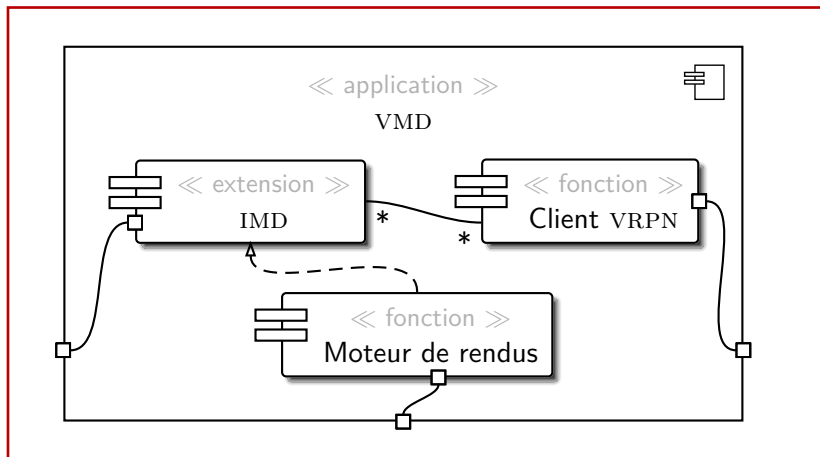 ≪ application ≫
VMD
≪ extension ≫
IMD
*
≪ fonction ≫
Client VRPN
*
≪ fonction ≫
Moteur de rendus